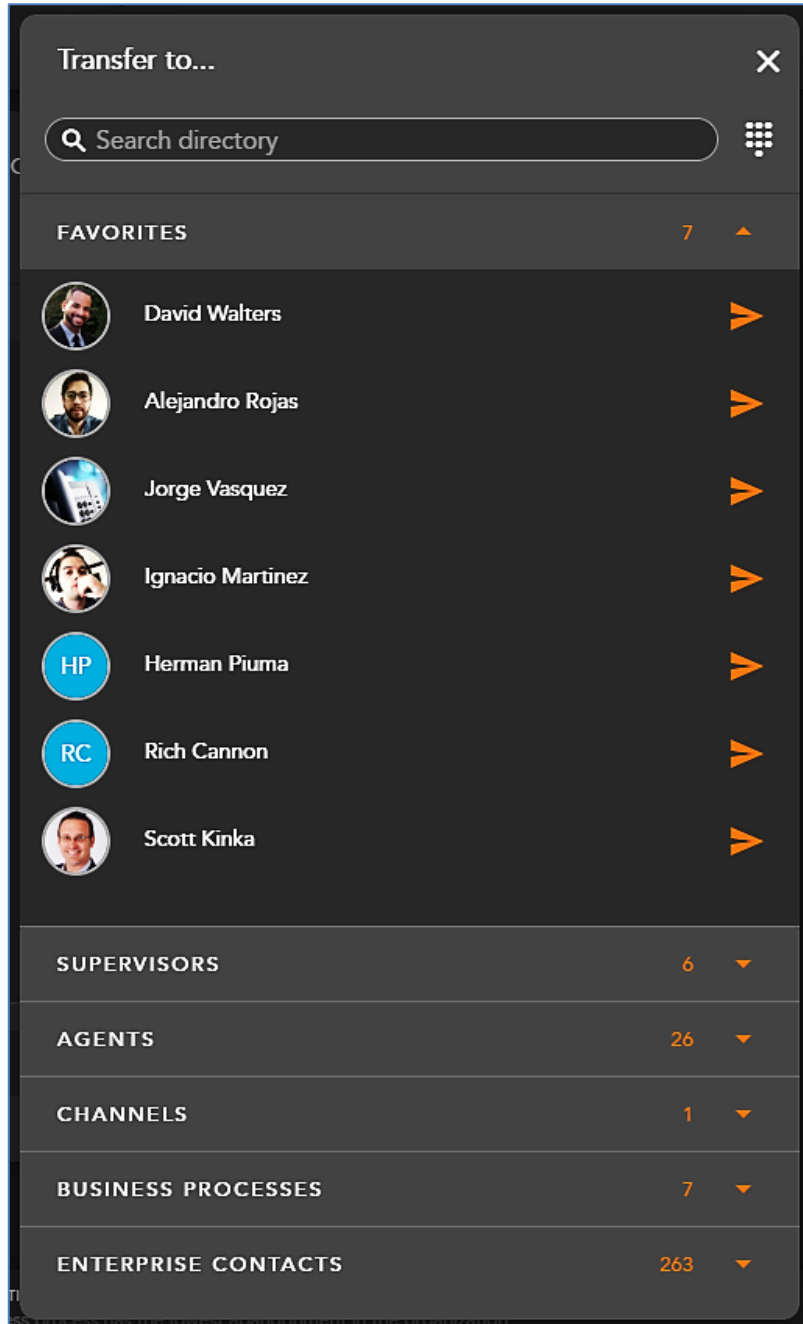 Transfer to...
Search directory
FAVORITES 7
David Walters
Alejandro Rojas
Jorge Vasquez
Ignacio Martinez
HP Herman Piuma
RC Rich Cannon
Scott Kinka
SUPERVISORS 6
AGENTS 26
CHANNELS 1
BUSINESS PROCESSES 7
ENTERPRISE CONTACTS 263